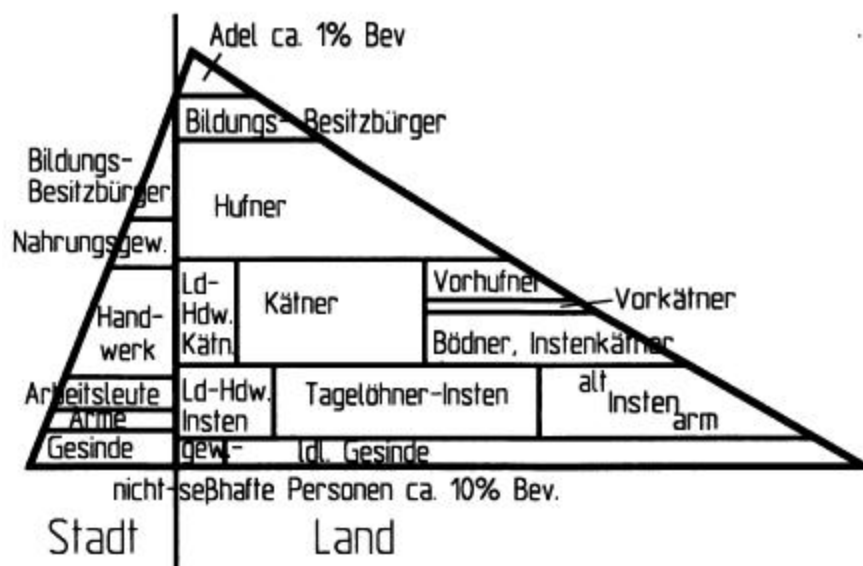 Adel ca. 1% Bev
Bildungs- Besitzbürger
Bildungs-
Besitzbürger
Hufner
Nahrungsgew.
Ld-
Hdw.
Kätn.
Kätner
Vorhufner
Vorkätner
Hand-
werk
Bödner, Instenkätner
Arbeitsleute
Ld-Hdw.
Insten
Tagelöhner-Insten
alt
Insten
arm
Arme
Gesinde
gew.-
ldl. Gesinde
nicht-seßhafte Personen ca. 10% Bev.
Stadt
Land